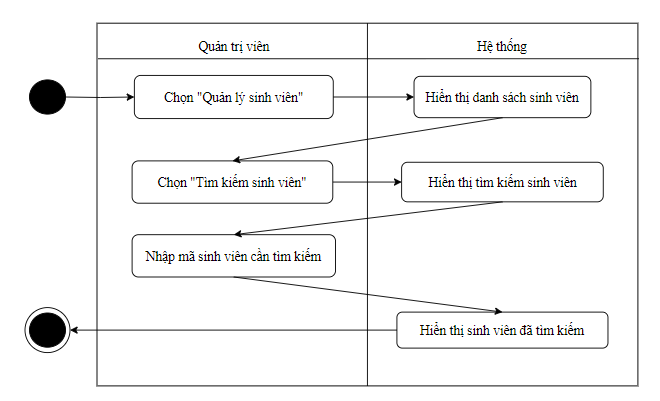 Quản trị viên
Hệ thống
Chọn "Quản lý sinh viên"
Hiển thị danh sách sinh viên
Chọn "Tìm kiếm sinh viên"
Hiển thị tìm kiếm sinh viên
Nhập mã sinh viên cần tìm kiếm
Hiển thị sinh viên đã tìm kiếm